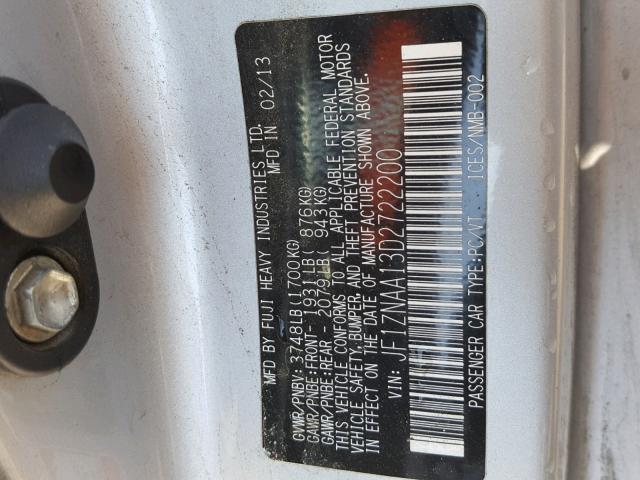 MFD BY FUJI HEAVY INDUSTRIES LTD.
MFD IN 02/13
GVWR/PNBV: 3748LB (1700KG)
GAWR/PNBE:FRONT - 1931LB ( 876KG)
GAWR/PNBE:REAR - 2079LB ( 943KG)
THIS VEHICLE CONFORMS TO ALL APPLICABLE FEDERAL MOTOR
VEHICLE SAFETY, BUMPER, AND THEFT PREVENTION STANDARDS
IN EFFECT ON THE DATE OF MANUFACTURE SHOWN ABOVE.
VIN: JF1ZNAA13D2722200
PASSENGER CAR TYPE:PC/VT ICES/NMB-002